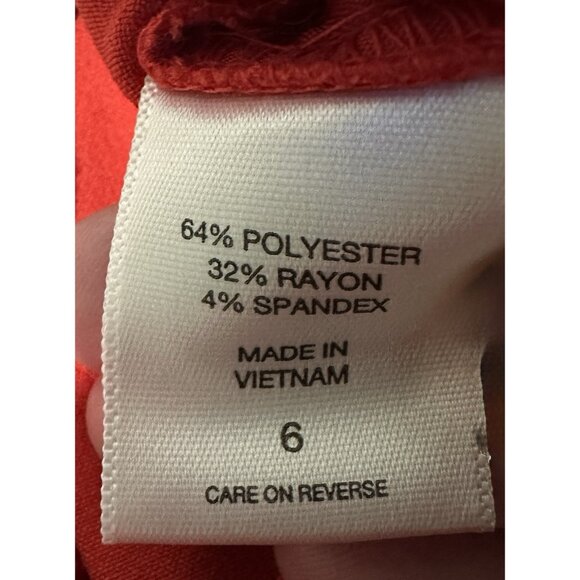 64% POLYESTER
32% RAYON
4% SPANDEX
MADE IN
VIETNAM
6
CARE ON REVERSE